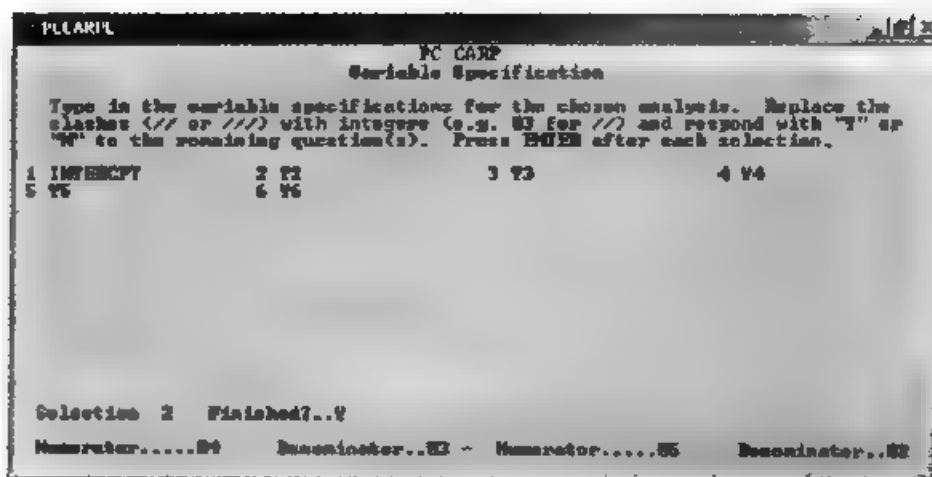 PC CARP
Variable Specification
Type in the variable specifications for the chosen analysis. Replace the
slashes (// or ///) with integers (e.g. 03 for //) and respond with "Y" or
"N" to the remaining question(s). Press ENTER after each selection.
1 INTERCPT 2 Y2 3 Y3 4 Y4
5 Y5 6 Y6
Selection 2 Finished?..Y
Numerator.....04 Denominator..03 - Numerator.....05 Denominator..02